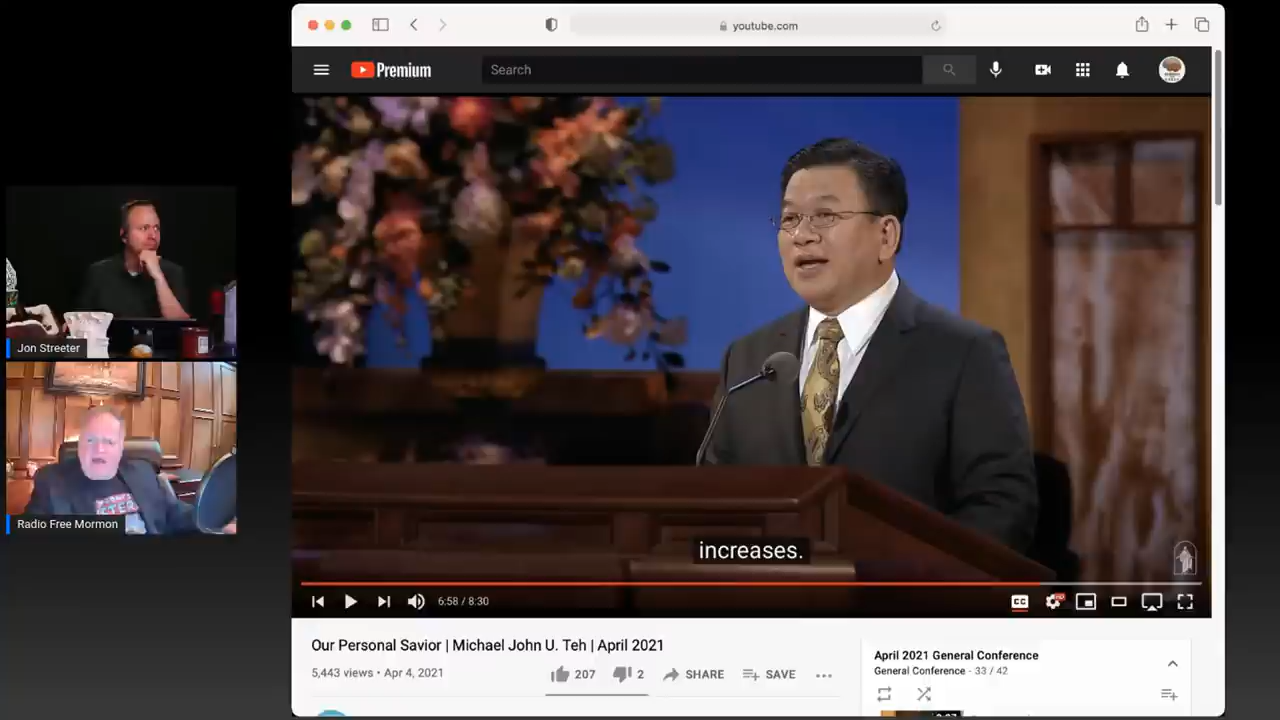 youtube.com
Premium
Search
Jon Streeter
Radio Free Mormon
increases.
6:58 / 8:30
CC
HD
Our Personal Savior | Michael John U. Teh | April 2021
5,443 views • Apr 4, 2021
207
2
SHARE
SAVE
April 2021 General Conference
General Conference - 33 / 42